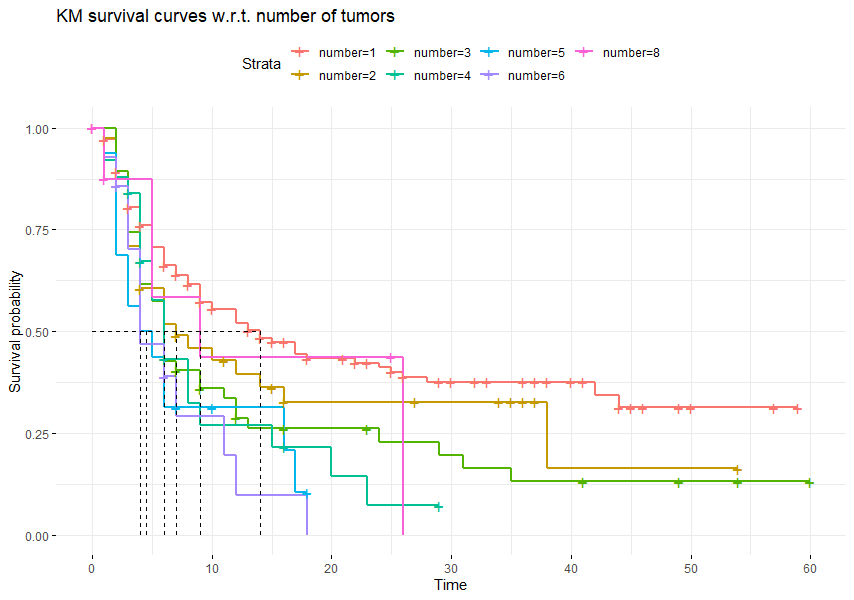 KM survival curves w.r.t. number of tumors
Strata
number=1 number=3 number=5 number=8
number=2 number=4 number=6
Survival probability
1.00
0.75
0.50
0.25
0.00
0 10 20 30 40 50 60
Time